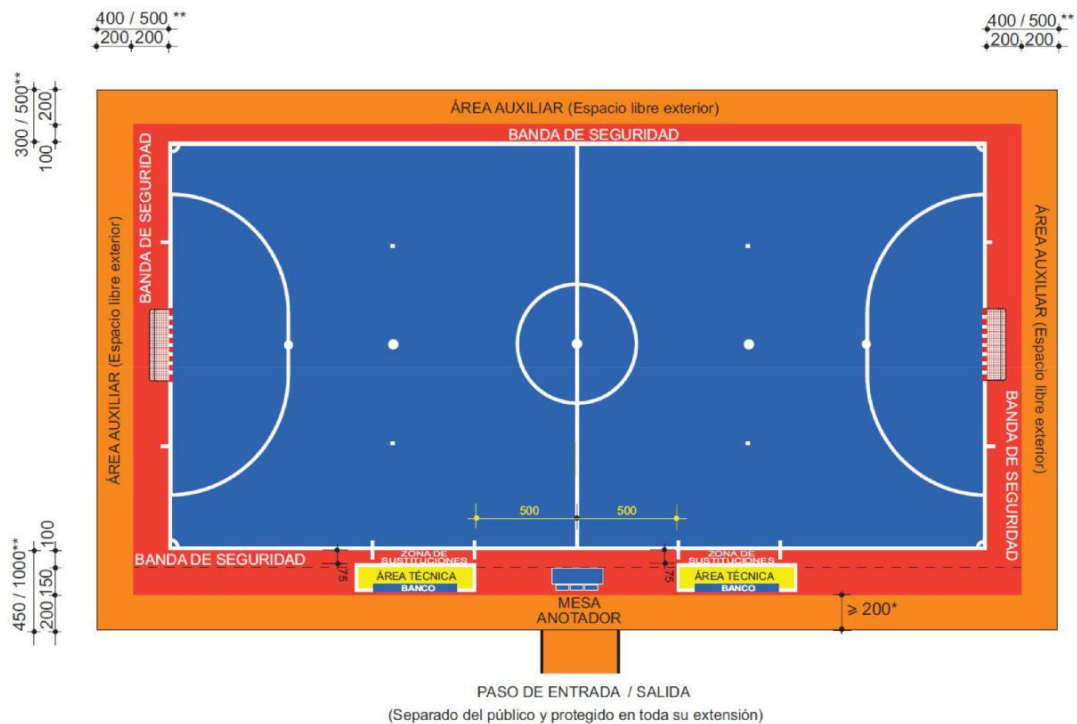 400 / 500 **
200 200
400 / 500 **
200 200
300 / 500**
200
100
ÁREA AUXILIAR (Espacio libre exterior)
BANDA DE SEGURIDAD
BANDA DE SEGURIDAD
ÁREA AUXILIAR (Espacio libre exterior)
ÁREA AUXILIAR (Espacio libre exterior)
BANDA DE SEGURIDAD
500
500
450 / 1000**
100
150
200
BANDA DE SEGURIDAD
ZONA DE
SUSTITUCIONES
75
ÁREA TÉCNICA
BANCO
ZONA DE
SUSTITUCIONES
75
ÁREA TÉCNICA
BANCO
MESA
ANOTADOR
⩾ 200*
PASO DE ENTRADA / SALIDA
(Separado del público y protegido en toda su extensión)